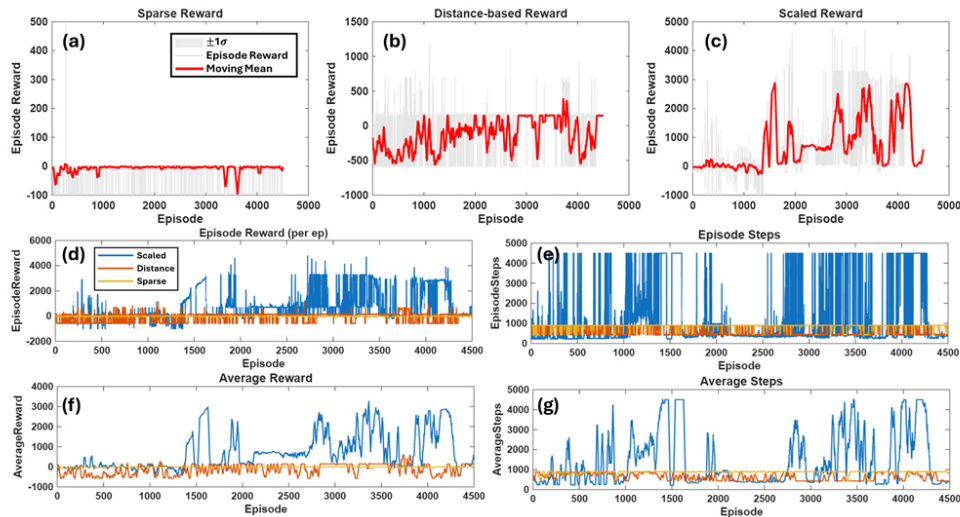 Sparse Reward
(a)
±1σ
Episode Reward
Moving Mean
500
400
300
200
100
0
-100
Episode Reward
0
1000
2000
3000
4000
5000
Episode
Distance-based Reward
(b)
1500
1000
500
0
-500
-1000
Episode Reward
0
1000
2000
3000
4000
5000
Episode
Scaled Reward
(c)
5000
4000
3000
2000
1000
0
-1000
Episode Reward
0
1000
2000
3000
4000
5000
Episode
Episode Reward (per ep)
(d)
Scaled
Distance
Sparse
6000
4000
2000
0
-2000
EpisodeReward
0
500
1000
1500
2000
2500
3000
3500
4000
4500
Episode
Episode Steps
(e)
5000
4000
3000
2000
1000
0
EpisodeSteps
0
500
1000
1500
2000
2500
3000
3500
4000
4500
Episode
Average Reward
(f)
4000
3000
2000
1000
0
-1000
AverageReward
0
500
1000
1500
2000
2500
3000
3500
4000
4500
Episode
Average Steps
(g)
5000
4000
3000
2000
1000
0
AverageSteps
0
500
1000
1500
2000
2500
3000
3500
4000
4500
Episode